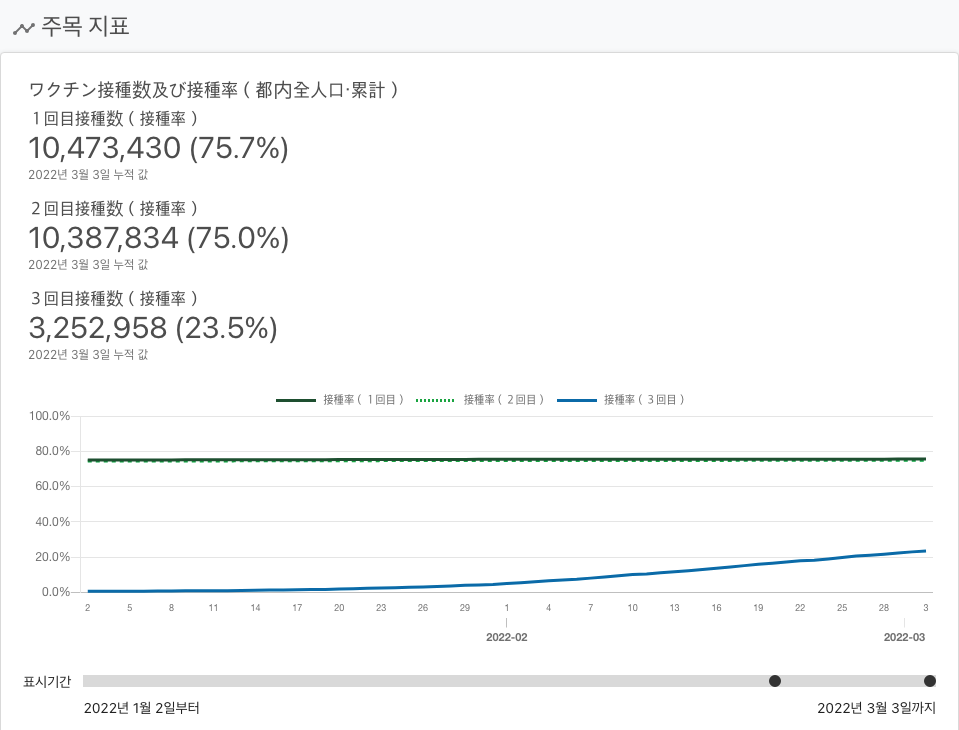 주목 지표
ワクチン接種数及び接種率 ( 都内全人口·累計 )
１回目接種数 ( 接種率 )
10,473,430 (75.7%)
2022년 3월 3일 누적 값
２回目接種数 ( 接種率 )
10,387,834 (75.0%)
2022년 3월 3일 누적 값
３回目接種数 ( 接種率 )
3,252,958 (23.5%)
2022년 3월 3일 누적 값
接種率 ( １回目 ) 接種率 ( ２回目 ) 接種率 ( ３回目 )
100.0%
80.0%
60.0%
40.0%
20.0%
0.0%
2 5 8 11 14 17 20 23 26 29 1 4 7 10 13 16 19 22 25 28 3
2022-02 2022-03
표시기간
2022년 1월 2일부터 2022년 3월 3일까지